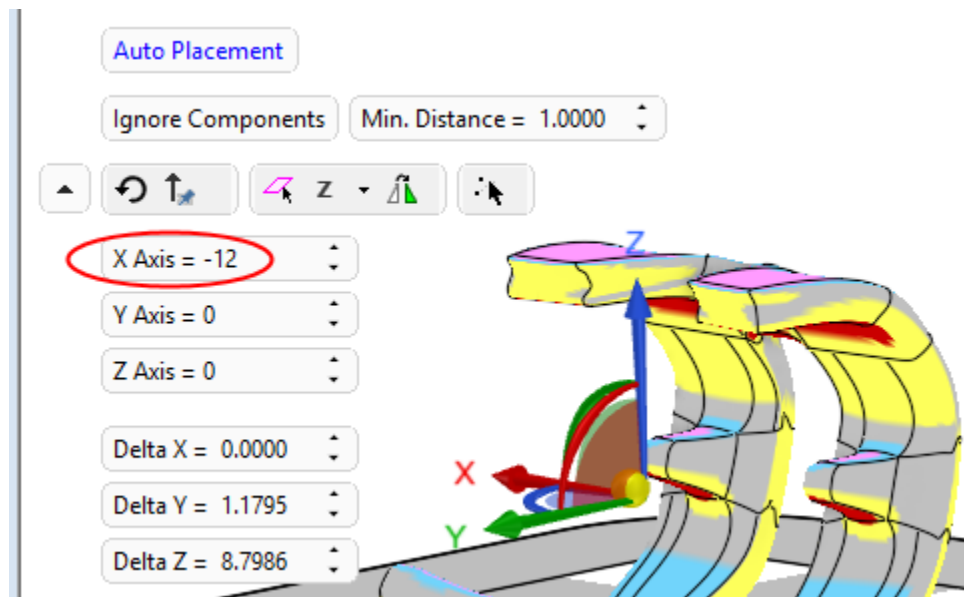 Auto Placement
Ignore Components Min. Distance = 1.0000
Z
X Axis = -12
Z
Y Axis = 0
Z Axis = 0
Delta X = 0.0000
X
Delta Y = 1.1795
Y
Delta Z = 8.7986